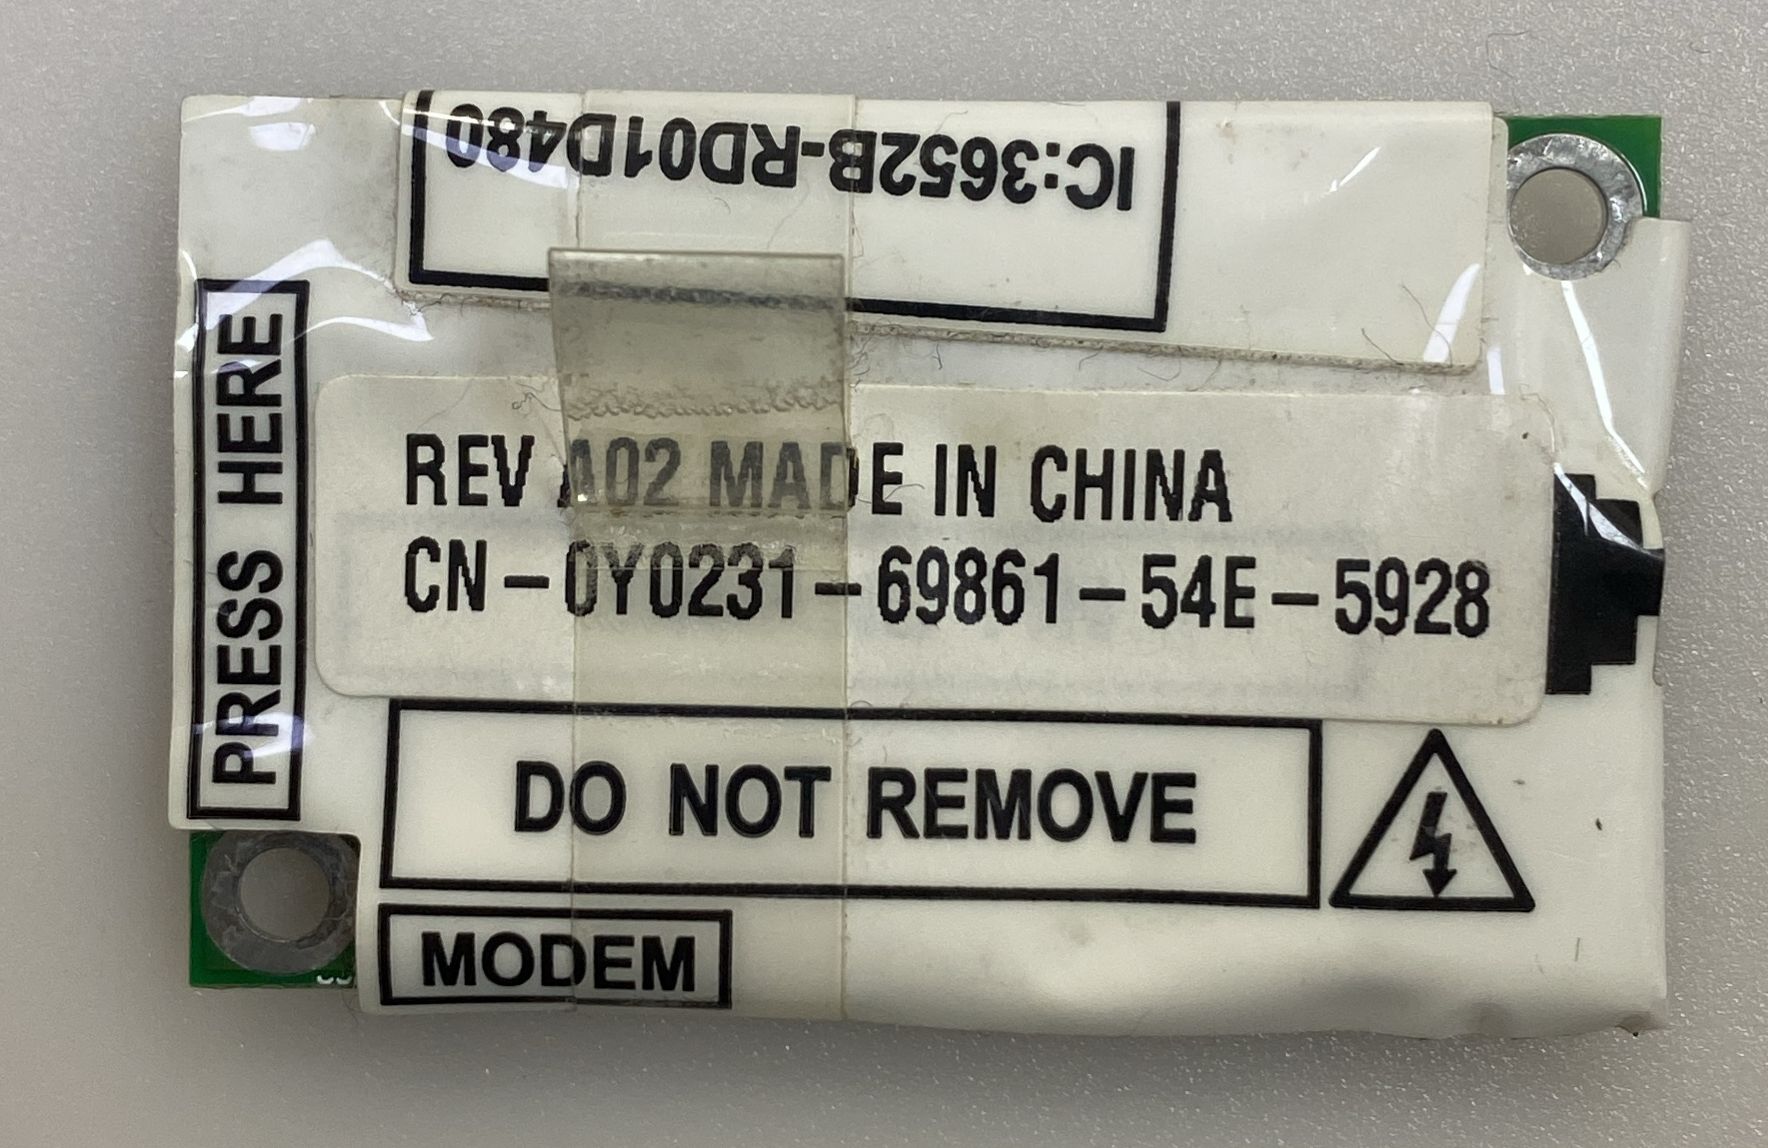 IC:3652B-RD01D480
PRESS HERE
REV A02 MADE IN CHINA
CN-0Y0231-69861-54E-5928
DO NOT REMOVE
MODEM